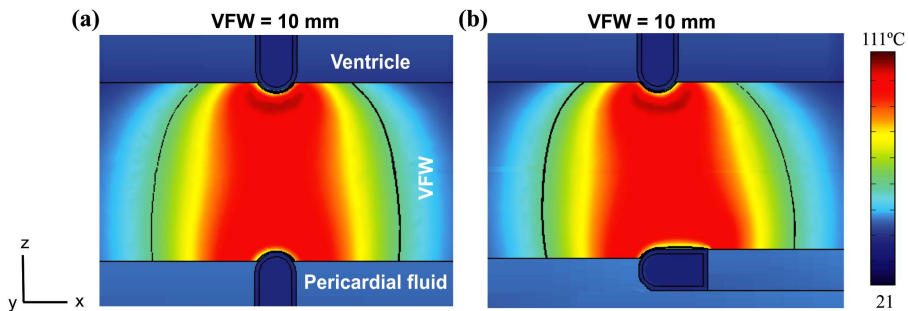 (a)
VFW = 10 mm
(b)
VFW = 10 mm
111ºC
Ventricle
VFW
Pericardial fluid
z
y
x
21